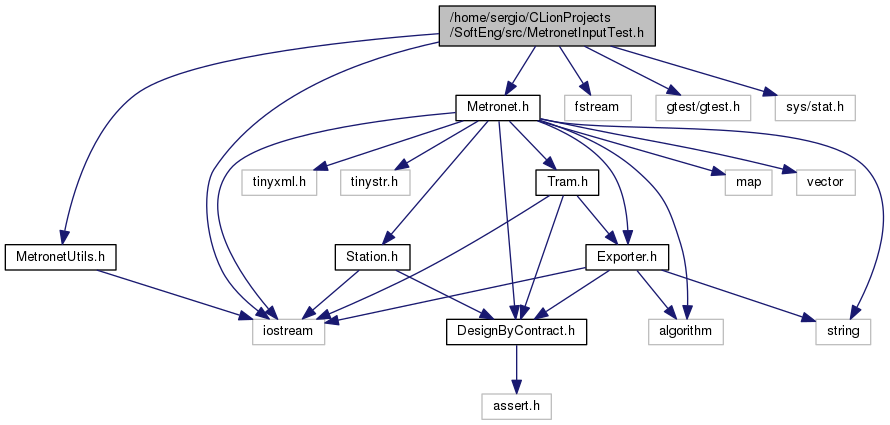 /home/sergio/CLionProjects
/SoftEng/src/MetronetInputTest.h
Metronet.h
fstream
gtest/gtest.h
sys/stat.h
tinyxml.h
tinystr.h
Tram.h
map
vector
MetronetUtils.h
Station.h
Exporter.h
iostream
DesignByContract.h
algorithm
string
assert.h